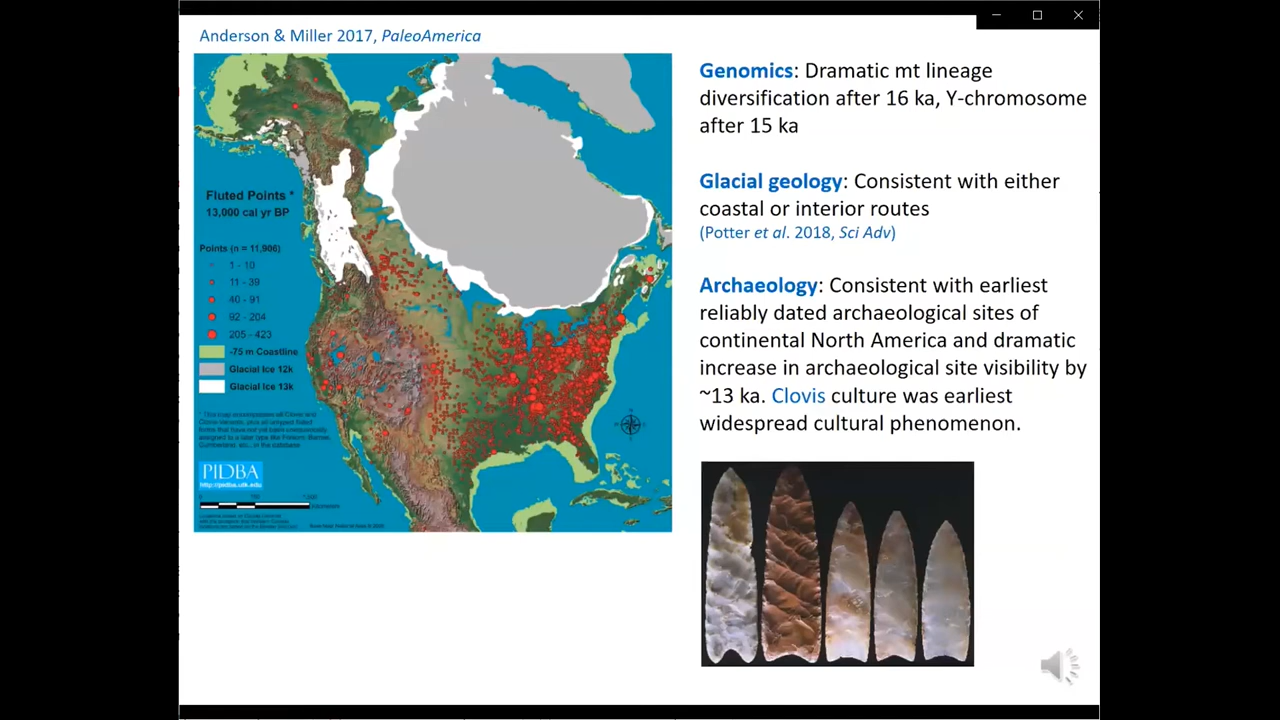 Anderson & Miller 2017, PaleoAmerica
Fluted Points *
13,000 cal yr BP
Points (n = 11,906)
1 - 10
11 - 39
40 - 91
92 - 204
205 - 423
-75 m Coastline
Glacial Ice 12k
Glacial Ice 13k
PIDBA
http://pidba.utk.edu
Genomics: Dramatic mt lineage
diversification after 16 ka, Y-chromosome
after 15 ka
Glacial geology: Consistent with either
coastal or interior routes
(Potter et al. 2018, Sci Adv)
Archaeology: Consistent with earliest
reliably dated archaeological sites of
continental North America and dramatic
increase in archaeological site visibility by
~13 ka. Clovis culture was earliest
widespread cultural phenomenon.